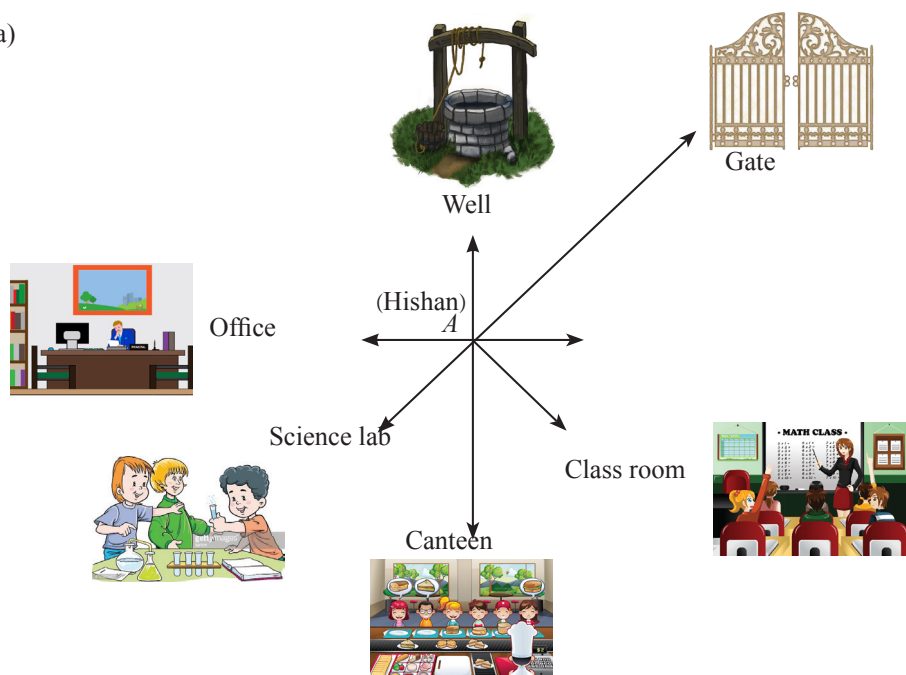 a)
Well
Gate
(Hishan)
A
Office
Science lab
Class room
· MATH CLASS ·
Canteen